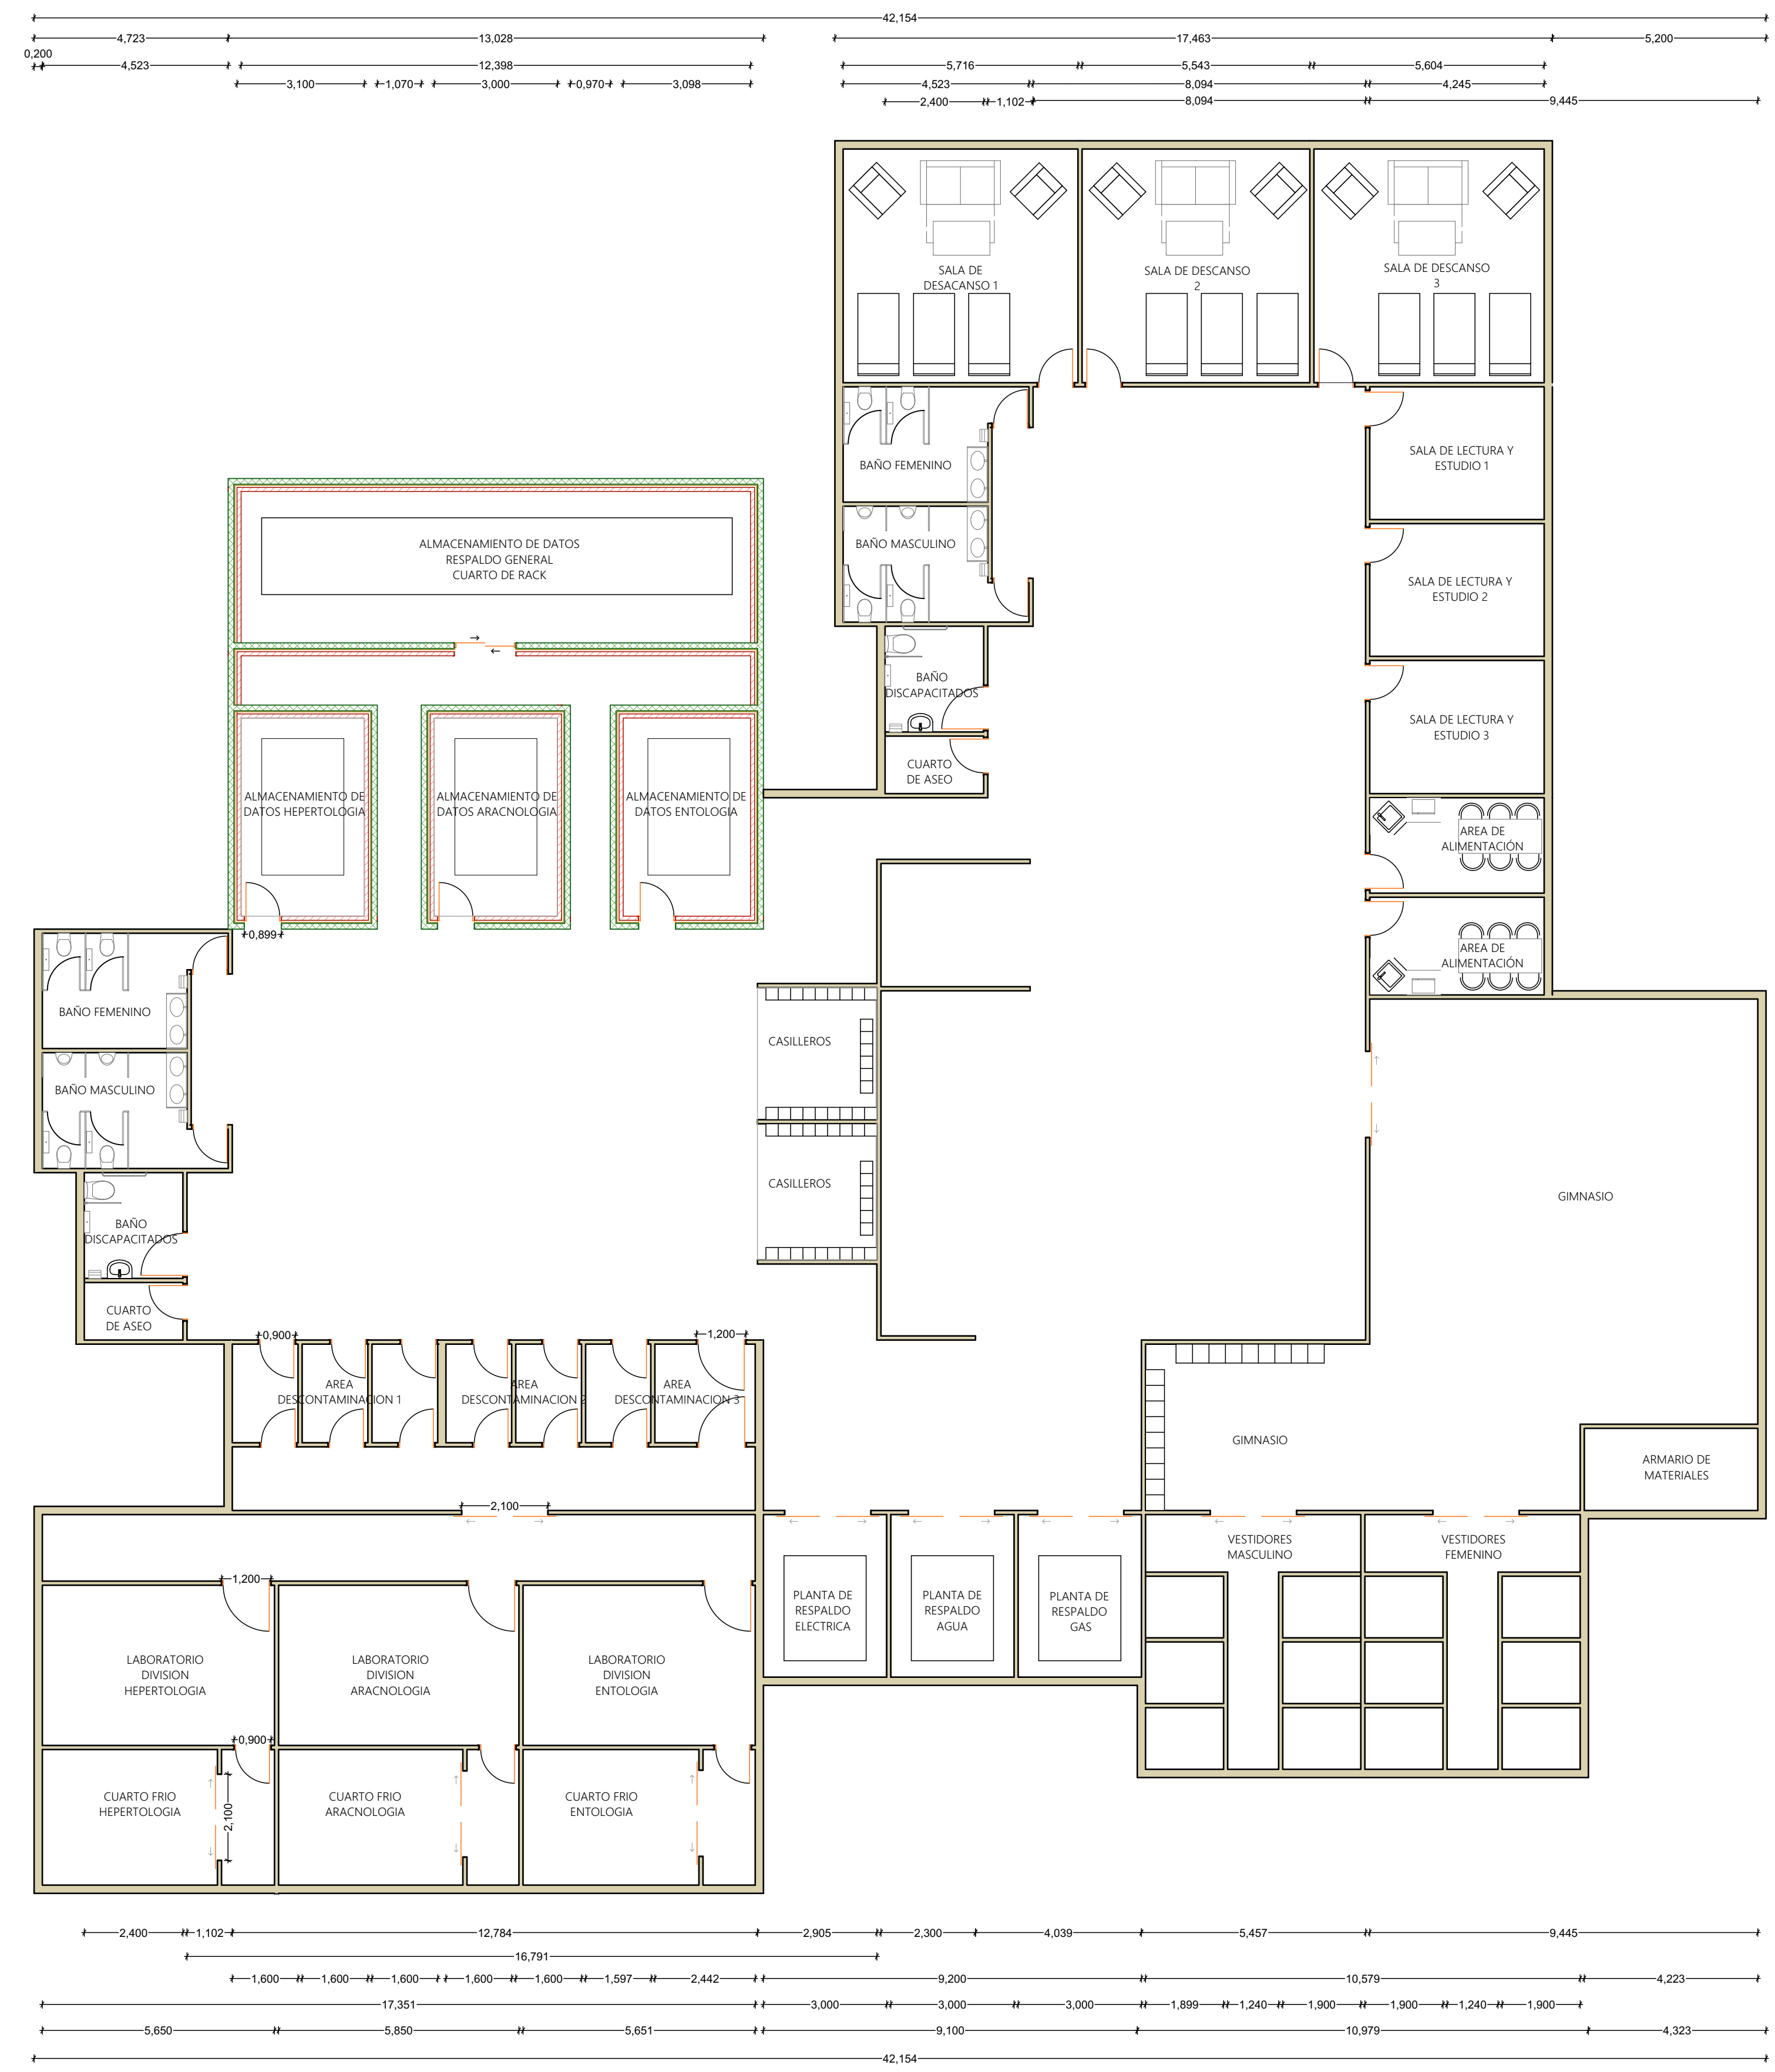 42,154
4,723
13,028
17,463
5,200
0,200
4,523
12,398
5,716
5,543
5,604
3,100
1,070
3,000
0,970
3,098
4,523
8,094
4,245
2,400
1,102
8,094
9,445
SALA DE
DESACANSO 1
SALA DE DESCANSO
2
SALA DE DESCANSO
3
BAÑO FEMENINO
SALA DE LECTURA Y
ESTUDIO 1
BAÑO MASCULINO
ALMACENAMIENTO DE DATOS
RESPALDO GENERAL
CUARTO DE RACK
SALA DE LECTURA Y
ESTUDIO 2
BAÑO
DISCAPACITADOS
SALA DE LECTURA Y
ESTUDIO 3
CUARTO
DE ASEO
ALMACENAMIENTO DE
DATOS HEPERTOLOGIA
ALMACENAMIENTO DE
DATOS ARACNOLOGIA
ALMACENAMIENTO DE
DATOS ENTOLOGIA
AREA DE
ALIMENTACIÓN
0,899
AREA DE
ALIMENTACIÓN
BAÑO FEMENINO
CASILLEROS
BAÑO MASCULINO
CASILLEROS
GIMNASIO
BAÑO
DISCAPACITADOS
CUARTO
DE ASEO
0,900
1,200
AREA
DESCONTAMINACION 1
AREA
DESCONTAMINACION 2
AREA
DESCONTAMINACION 3
GIMNASIO
ARMARIO DE
MATERIALES
2,100
VESTIDORES
MASCULINO
VESTIDORES
FEMENINO
1,200
PLANTA DE
RESPALDO
ELECTRICA
PLANTA DE
RESPALDO
AGUA
PLANTA DE
RESPALDO
GAS
LABORATORIO
DIVISION
HEPERTOLOGIA
LABORATORIO
DIVISION
ARACNOLOGIA
LABORATORIO
DIVISION
ENTOLOGIA
0,900
CUARTO FRIO
HEPERTOLOGIA
2,100
CUARTO FRIO
ARACNOLOGIA
CUARTO FRIO
ENTOLOGIA
2,400
1,102
12,784
2,905
2,300
4,039
5,457
9,445
16,791
1,600
1,600
1,600
1,600
1,600
1,597
2,442
9,200
10,579
4,223
17,351
3,000
3,000
3,000
1,899
1,240
1,900
1,900
1,240
1,900
5,650
5,850
5,651
9,100
10,979
4,323
42,154